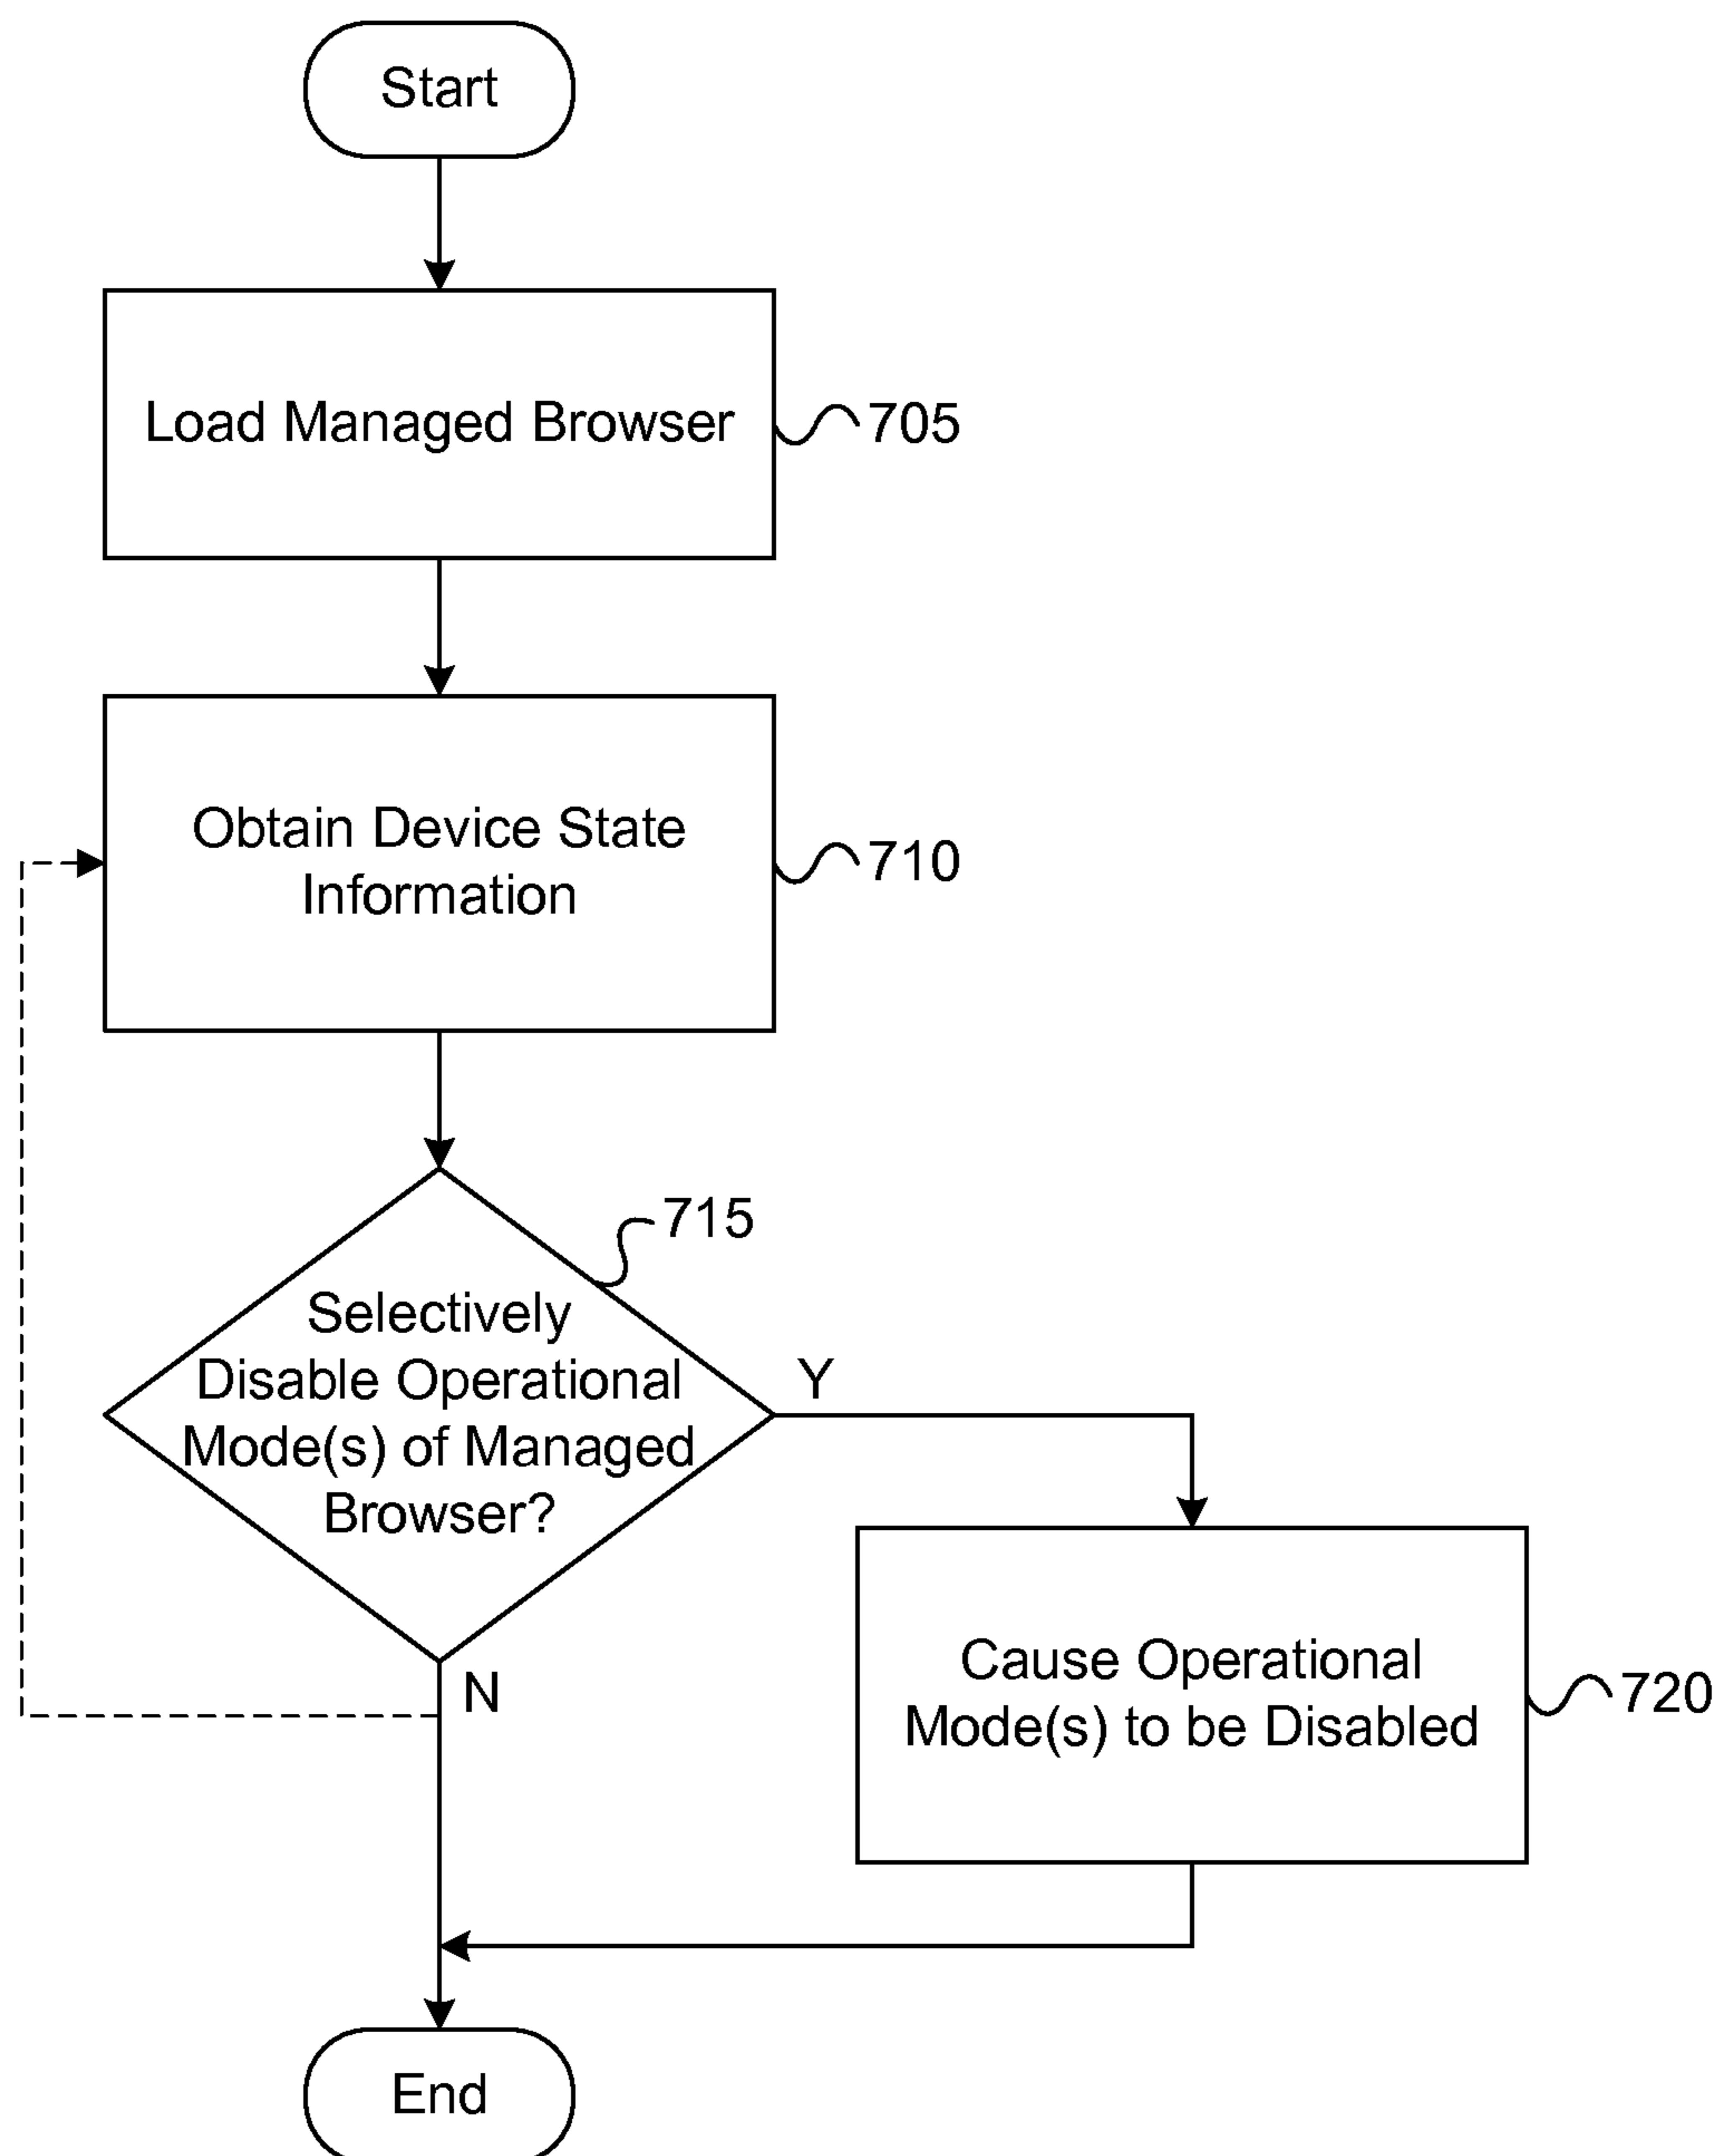 Start
Load Managed Browser
705
Obtain Device State
Information
710
715
Selectively
Disable Operational
Mode(s) of Managed
Browser?
Y
N
Cause Operational
Mode(s) to be Disabled
720
End